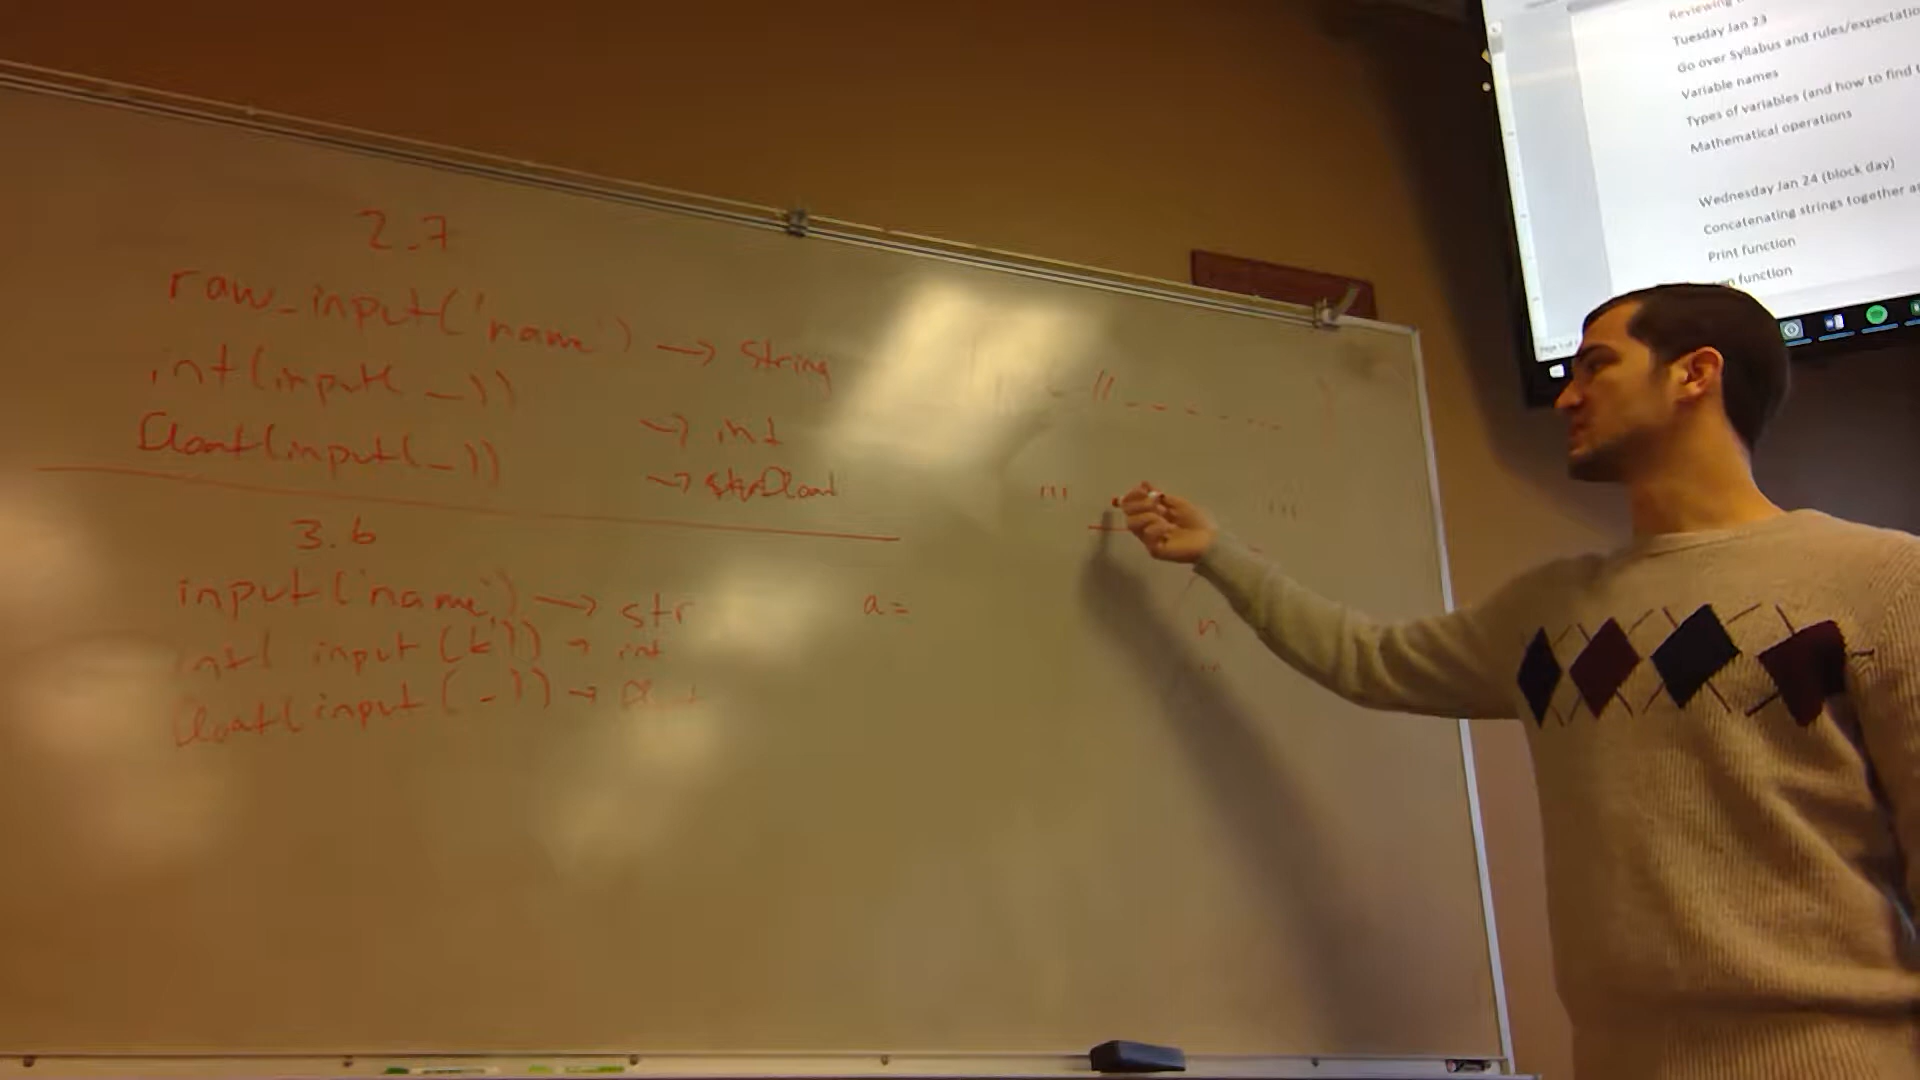 2.7
raw_input('name') → String
int(input(_)) → int
float(input(_)) → float
3.6
input('name') → str
int( input ( )) → int
float(input(_)) →
a=
Reviewing
Tuesday Jan 23
Go over Syllabus and rules/expectatio
Variable names
Types of variables (and how to find t
Mathematical operations
Wednesday Jan 24 (block day)
Concatenating strings together a
Print function
function